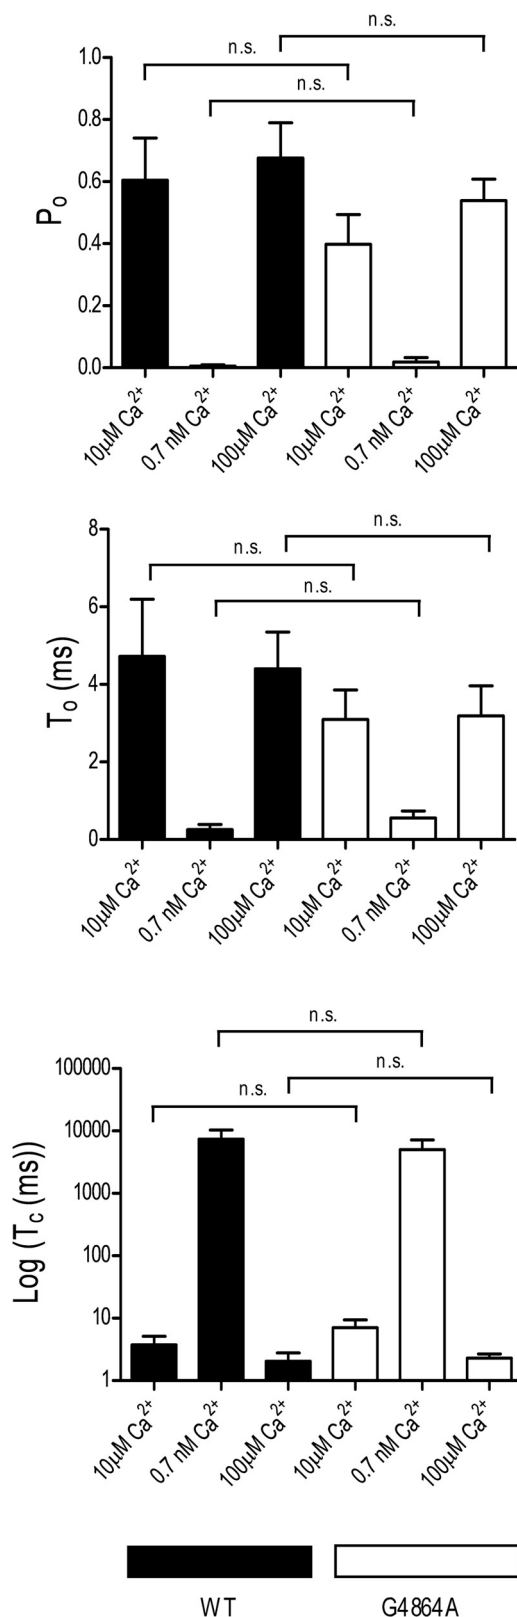 n.s.
n.s.
n.s.
1.0
0.8
0.6
0.4
0.2
0.0
P₀
10µM Ca²⁺
0.7 nM Ca²⁺
100µM Ca²⁺
10µM Ca²⁺
0.7 nM Ca²⁺
100µM Ca²⁺
n.s.
n.s.
n.s.
8
6
4
2
0
T₀ (ms)
10µM Ca²⁺
0.7 nM Ca²⁺
100µM Ca²⁺
10µM Ca²⁺
0.7 nM Ca²⁺
100µM Ca²⁺
n.s.
n.s.
n.s.
100000
10000
1000
100
10
1
Log (T_C (ms))
10µM Ca²⁺
0.7 nM Ca²⁺
100µM Ca²⁺
10µM Ca²⁺
0.7 nM Ca²⁺
100µM Ca²⁺
WT
G4864A